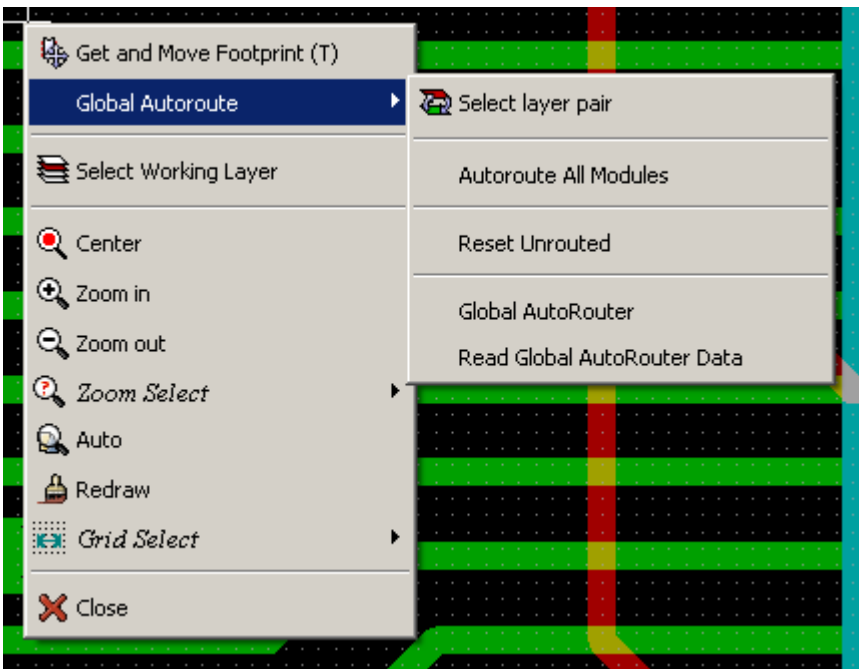 Get and Move Footprint (T)
Global Autoroute
Select Working Layer
Center
Zoom in
Zoom out
Zoom Select
Auto
Redraw
Grid Select
Close
Select layer pair
Autoroute All Modules
Reset Unrouted
Global AutoRouter
Read Global AutoRouter Data